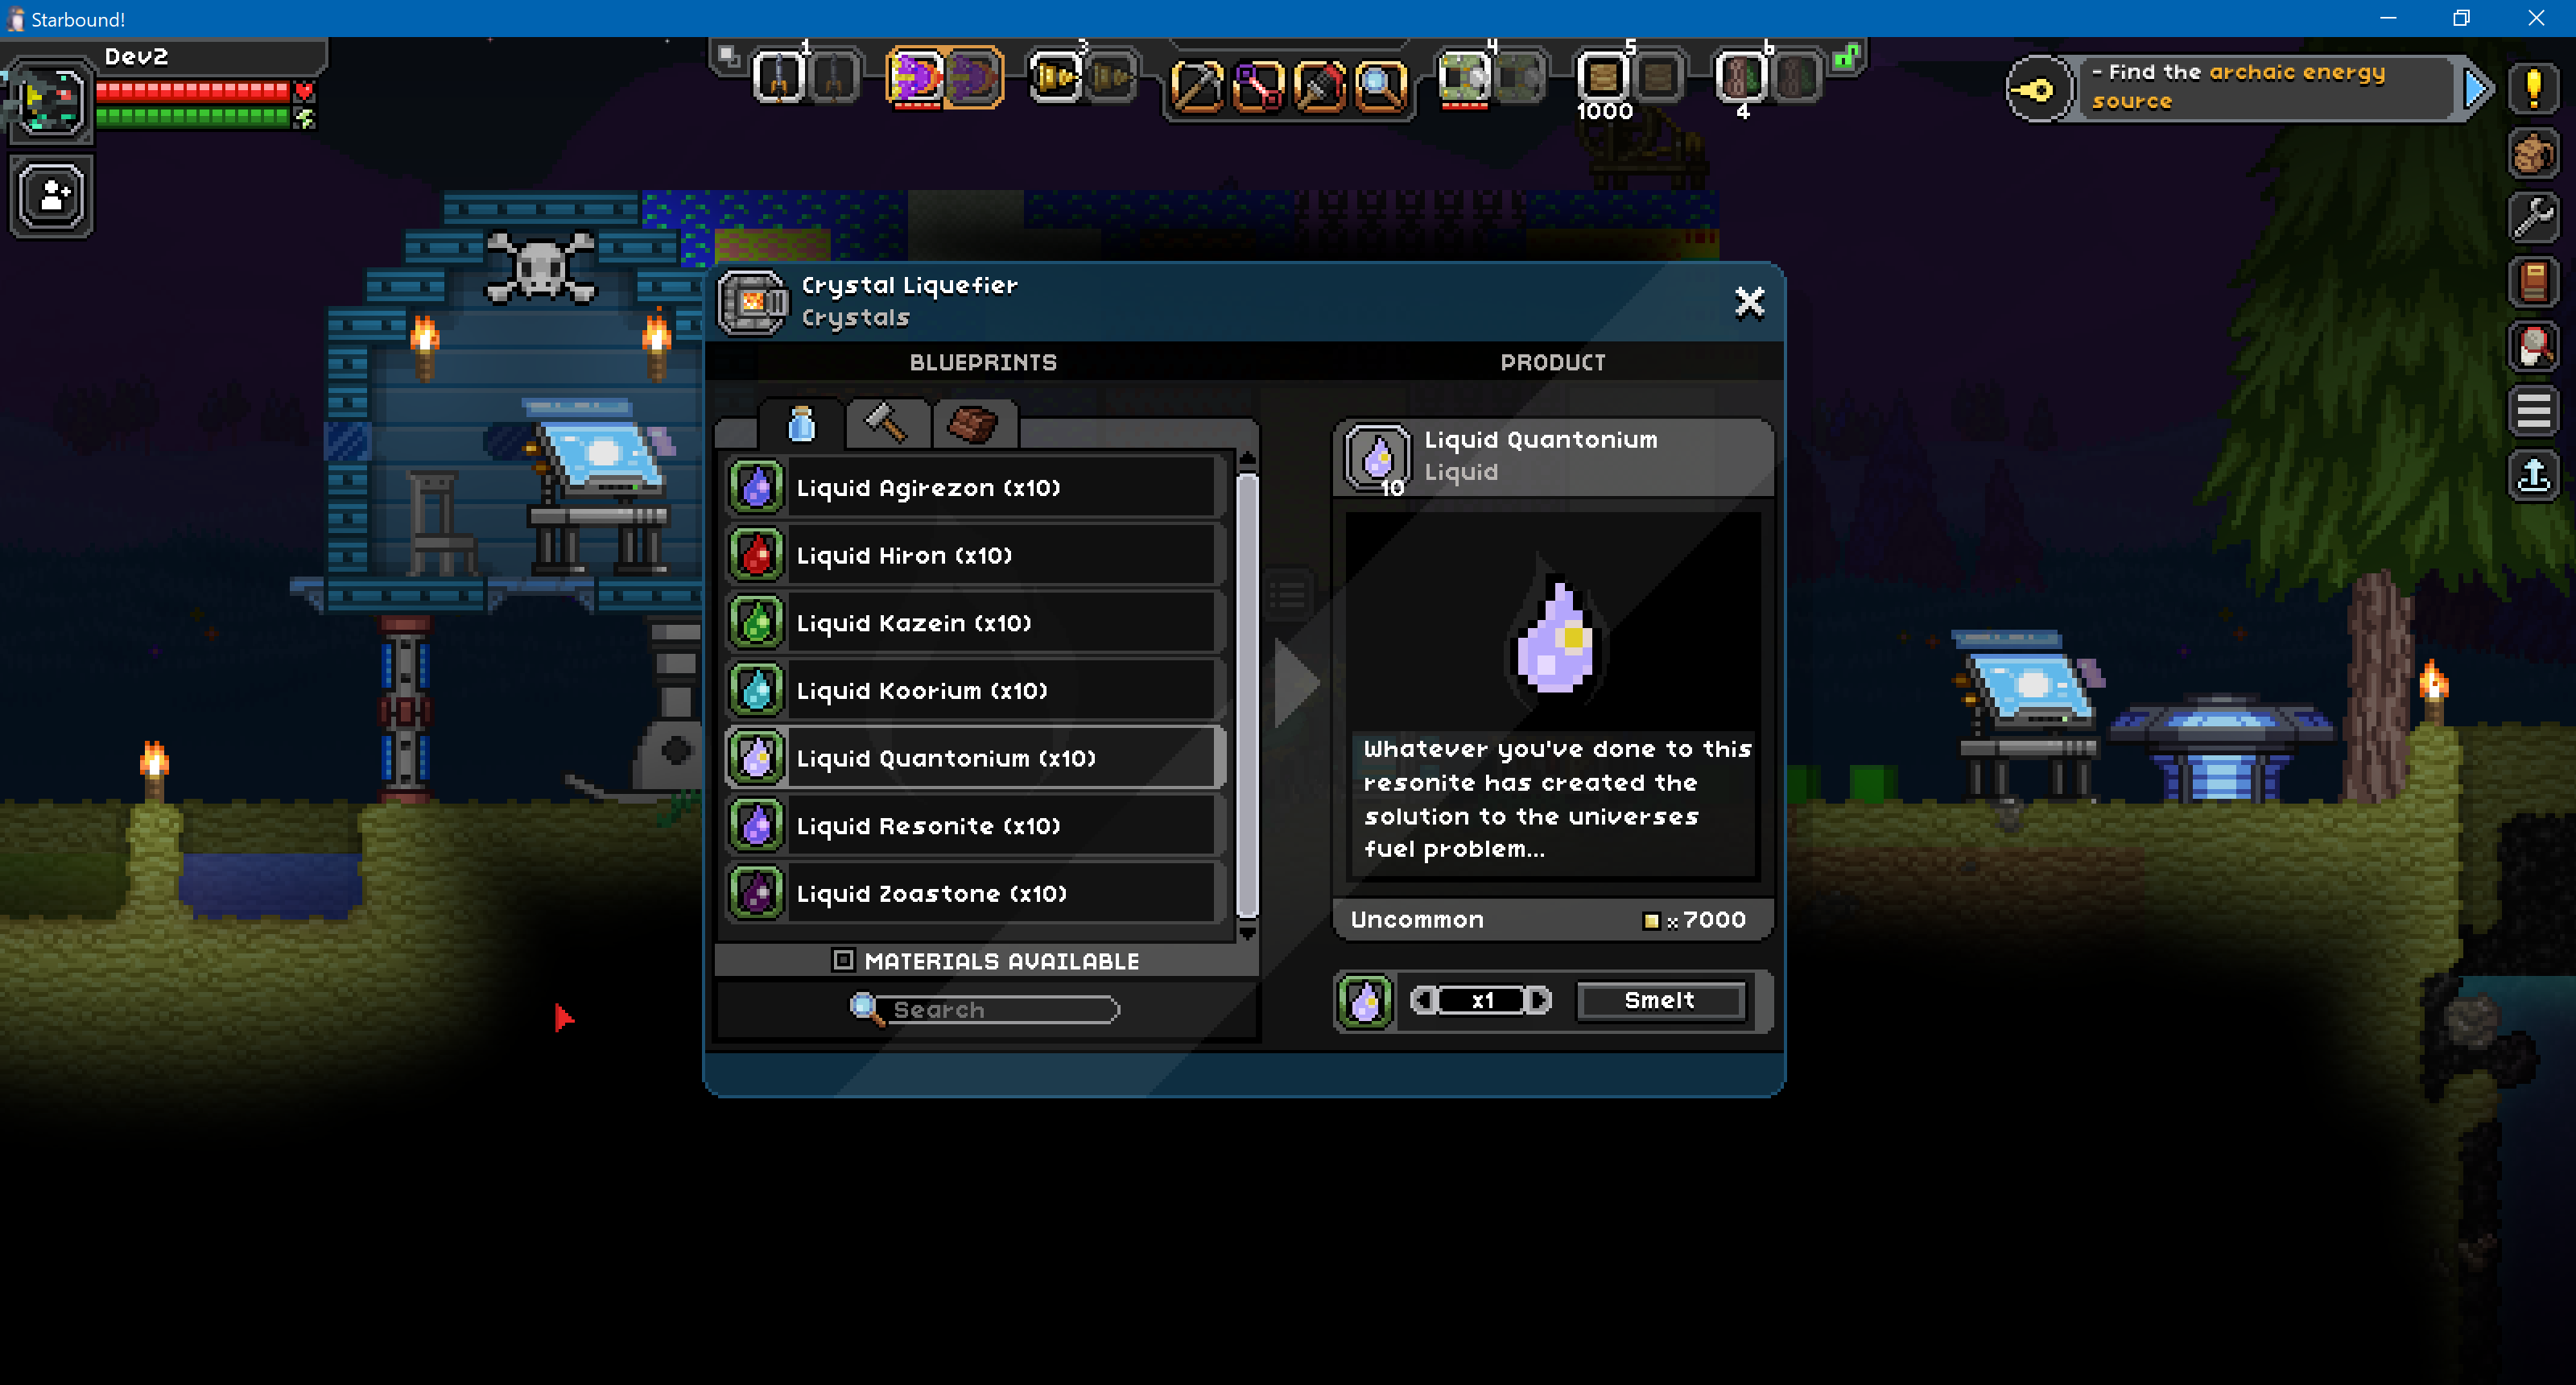 Starbound!
Dev2
1
3
4
5
6
1000
4
- Find the archaic energy
source
Crystal Liquefier
Crystals
BLUEPRINTS
PRODUCT
Liquid Agirezon (x10)
Liquid Hiron (x10)
Liquid Kazein (x10)
Liquid Koorium (x10)
Liquid Quantonium (x10)
Liquid Resonite (x10)
Liquid Zoastone (x10)
MATERIALS AVAILABLE
Search
Liquid Quantonium
Liquid
10
Whatever you've done to this
resonite has created the
solution to the universes
fuel problem...
Uncommon
x7000
x1
Smelt